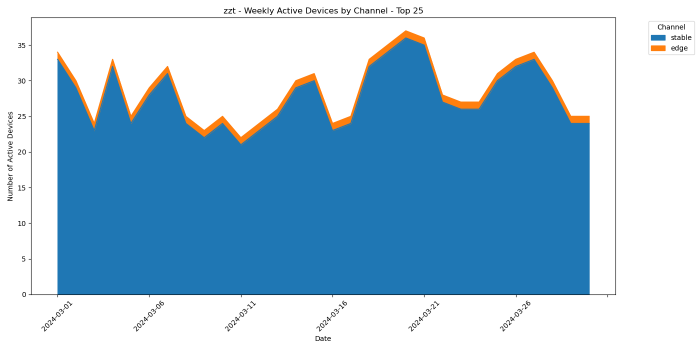 zzt - Weekly Active Devices by Channel - Top 25
Channel
stable
edge
Number of Active Devices
35
30
25
20
15
10
5
0
2024-03-01
2024-03-06
2024-03-11
2024-03-16
2024-03-21
2024-03-26
Date